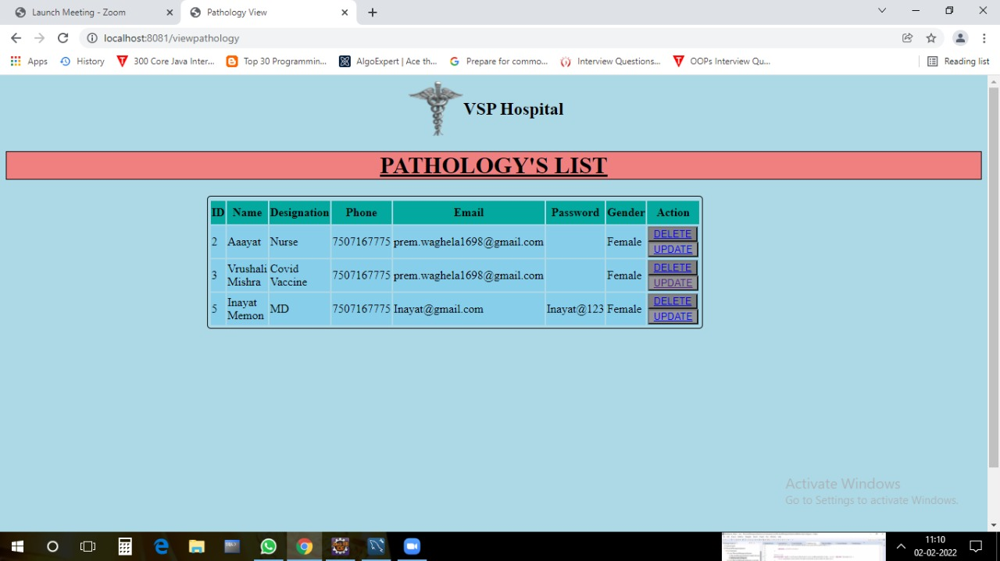 Launch Meeting - Zoom
Pathology View
localhost:8081/viewpathology
Apps
History
300 Core Java Inter...
Top 30 Programmin...
AlgoExpert | Ace th...
Prepare for commo...
Interview Questions...
OOPs Interview Qu...
Reading list
VSP Hospital
PATHOLOGY'S LIST
ID Name Designation Phone Email Password Gender Action
2 Aaayat Nurse 7507167775 prem.waghela1698@gmail.com Female DELETE
UPDATE
3 Vrushali Mishra Covid Vaccine 7507167775 prem.waghela1698@gmail.com Female DELETE
UPDATE
5 Inayat Memon MD 7507167775 Inayat@gmail.com Inayat@123 Female DELETE
UPDATE
Activate Windows
Go to Settings to activate Windows.
02-02-2022